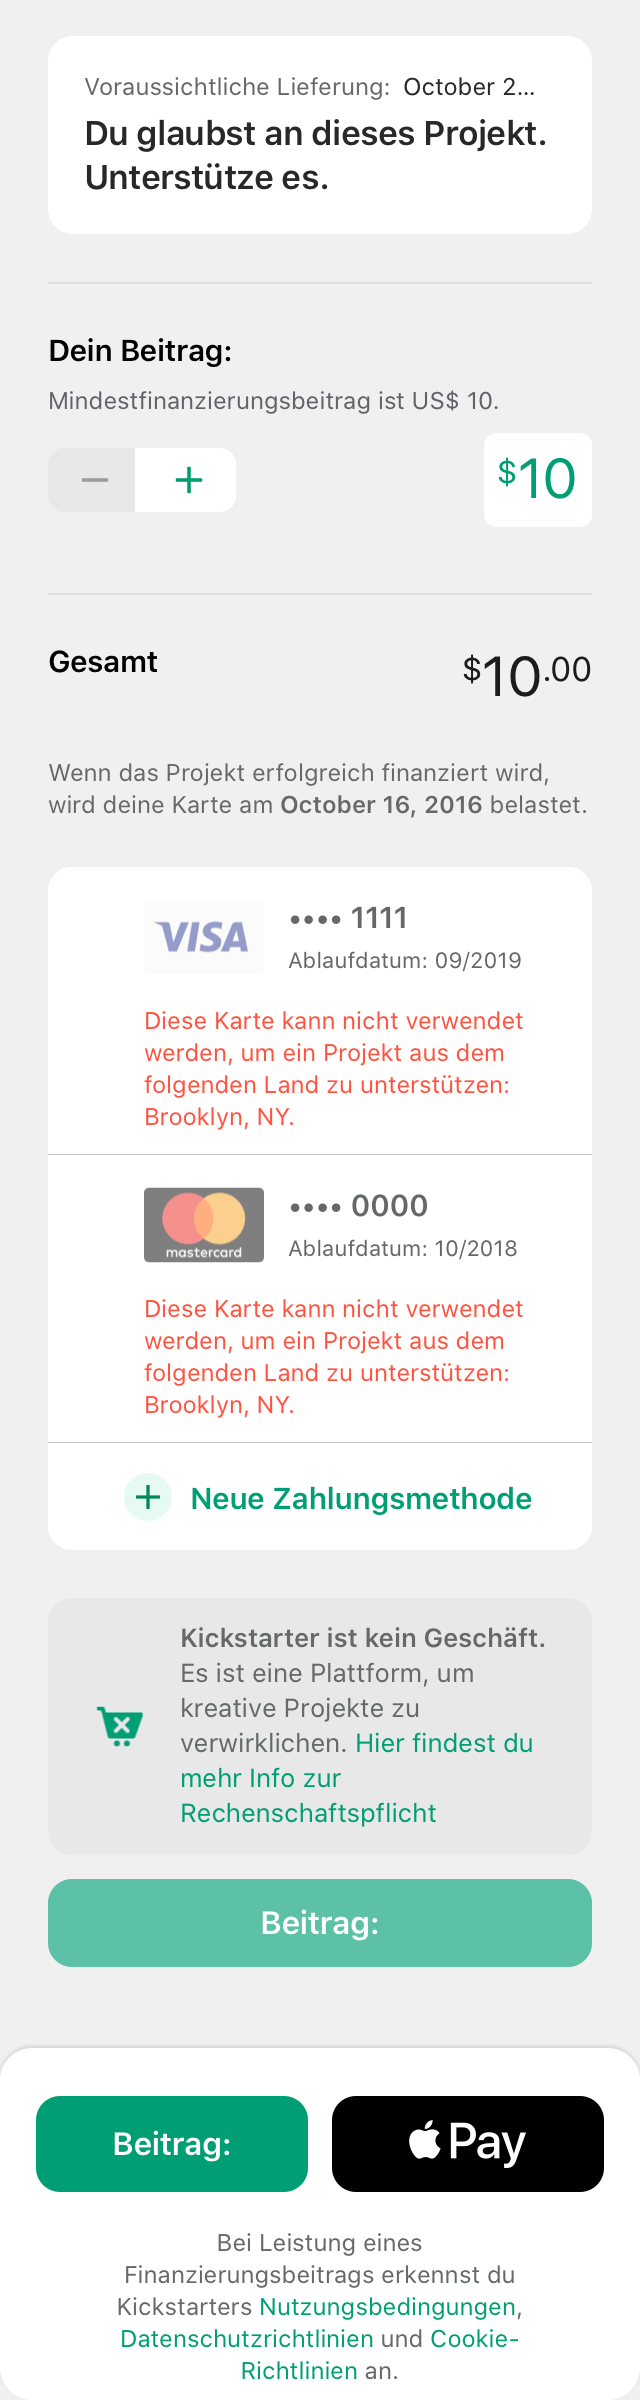 Voraussichtliche Lieferung: October 2...
Du glaubst an dieses Projekt.
Unterstütze es.
Dein Beitrag:
Mindestfinanzierungsbeitrag ist US$ 10.
− +
$10
Gesamt
$10.00
Wenn das Projekt erfolgreich finanziert wird,
wird deine Karte am October 16, 2016 belastet.
VISA
•••• 1111
Ablaufdatum: 09/2019
Diese Karte kann nicht verwendet
werden, um ein Projekt aus dem
folgenden Land zu unterstützen:
Brooklyn, NY.
mastercard
•••• 0000
Ablaufdatum: 10/2018
Diese Karte kann nicht verwendet
werden, um ein Projekt aus dem
folgenden Land zu unterstützen:
Brooklyn, NY.
+ Neue Zahlungsmethode
Kickstarter ist kein Geschäft.
Es ist eine Plattform, um
kreative Projekte zu
verwirklichen. Hier findest du
mehr Info zur
Rechenschaftspflicht
Beitrag:
Beitrag:
Pay
Bei Leistung eines
Finanzierungsbeitrags erkennst du
Kickstarters Nutzungsbedingungen,
Datenschutzrichtlinien und Cookie-
Richtlinien an.